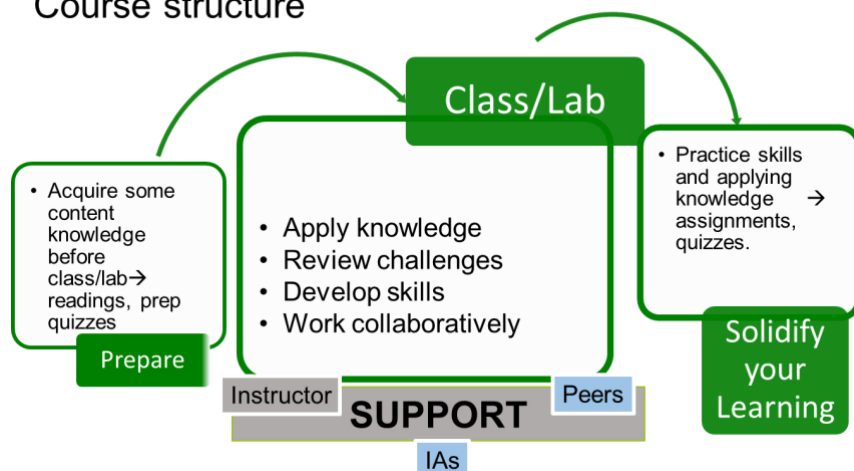 Course structure
• Acquire some
content
knowledge
before
class/lab→
readings, prep
quizzes
Prepare
Class/Lab
• Apply knowledge
• Review challenges
• Develop skills
• Work collaboratively
Instructor
SUPPORT
Peers
IAs
• Practice skills
and applying
knowledge →
assignments,
quizzes.
Solidify
your
Learning